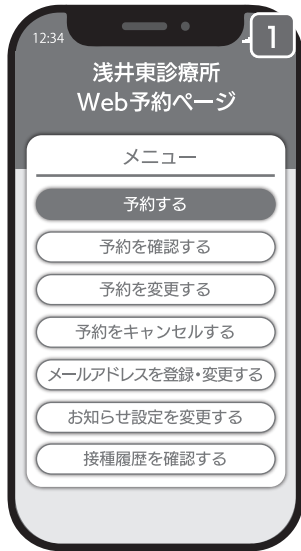 12:34
1
浅井東診療所
Web予約ページ
メニュー
予約する
予約を確認する
予約を変更する
予約をキャンセルする
メールアドレスを登録・変更する
お知らせ設定を変更する
接種履歴を確認する